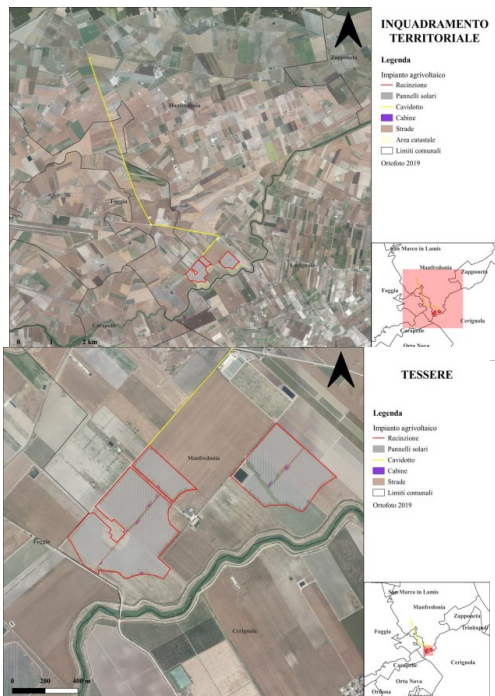 INQUADRAMENTO
TERRITORIALE
Legenda
Impianto agrivoltaico
Recinzione
Pannelli solari
Cavidotto
Cabine
Strade
Area catastale
Limiti comunali
Ortofoto 2019
Zapponeta
Manfredonia
Foggia
Cerignola
Carapelle
0 1 2 km
San Marco in Lamis
Manfredonia
Zapponeta
Foggia
Carapelle
Cerignola
Orta Nova
TESSERE
Legenda
Impianto agrivoltaico
Recinzione
Pannelli solari
Cavidotto
Cabine
Strade
Limiti comunali
Ortofoto 2019
Manfredonia
Foggia
Cerignola
0 200 400 m
San Marco in Lamis
Manfredonia
Zapponeta
Trinitapoli
Foggia
Carapelle
Cerignola
Orta Nova
Ordona